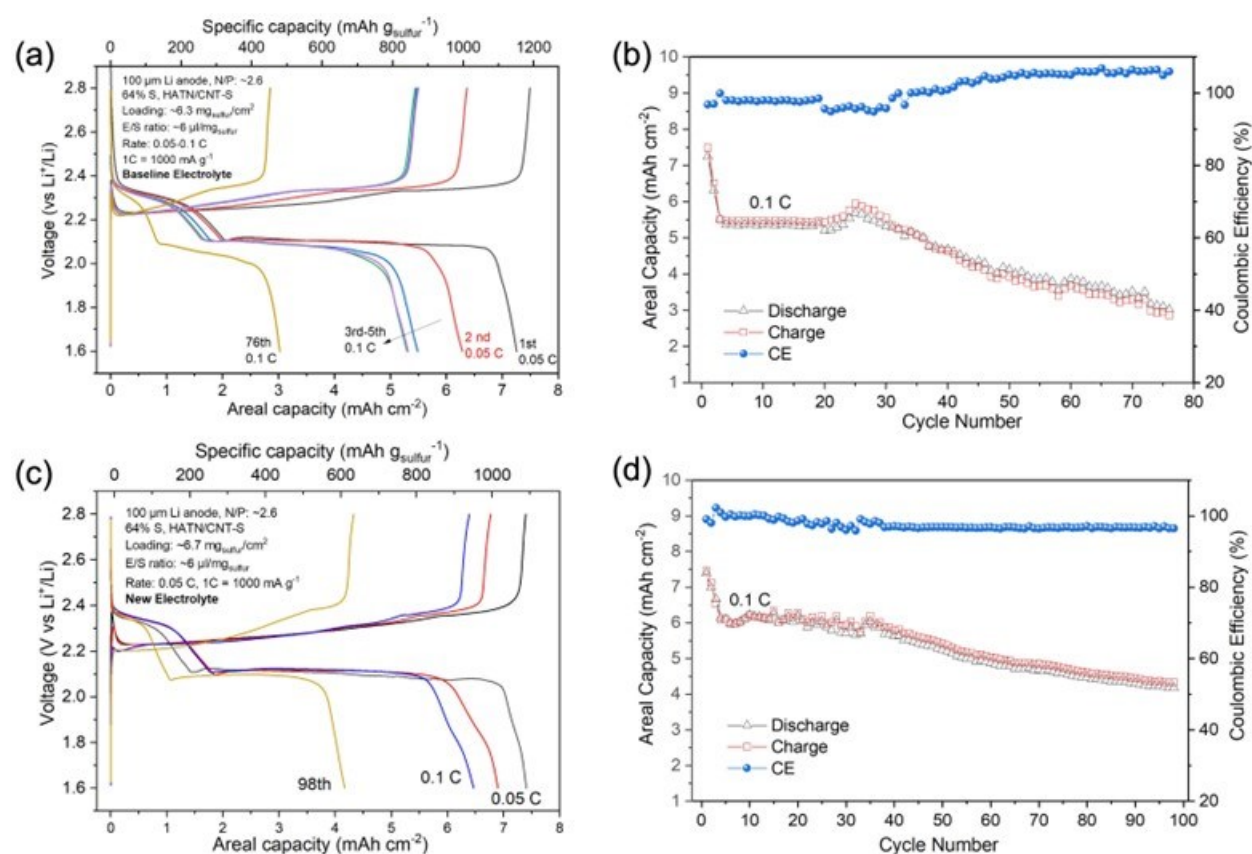 (a)
Specific capacity (mAh g_sulfur^-1)
0 200 400 600 800 1000 1200
100 μm Li anode, N/P: ~2.6
64% S, HATN/CNT-S
Loading: ~6.3 mg_sulfur/cm²
E/S ratio: ~6 μl/mg_sulfur
Rate: 0.05-0.1 C
1C = 1000 mA g⁻¹
Baseline Electrolyte
Voltage (vs Li⁺/Li)
2.8
2.6
2.4
2.2
2.0
1.8
1.6
76th
0.1 C
3rd-5th
0.1 C
2 nd
0.05 C
1st
0.05 C
0 1 2 3 4 5 6 7 8
Areal capacity (mAh cm⁻²)
(b)
Areal Capacity (mAh cm⁻²)
10
9
8
7
6
5
4
3
2
1
0.1 C
Discharge
Charge
CE
100
80
60
40
20
Coulombic Efficiency (%)
0 10 20 30 40 50 60 70 80
Cycle Number
(c)
Specific capacity (mAh g_sulfur^-1)
0 200 400 600 800 1000
100 μm Li anode, N/P: ~2.6
64% S, HATN/CNT-S
Loading: ~6.7 mg_sulfur/cm²
E/S ratio: ~6 μl/mg_sulfur
Rate: 0.05 C, 1C = 1000 mA g⁻¹
New Electrolyte
Voltage (V vs Li⁺/Li)
2.8
2.6
2.4
2.2
2.0
1.8
1.6
98th
0.1 C
0.05 C
0 1 2 3 4 5 6 7 8
Areal capacity (mAh cm⁻²)
(d)
Areal Capacity (mAh cm⁻²)
10
9
8
7
6
5
4
3
2
1
0.1 C
Discharge
Charge
CE
100
80
60
40
20
Coulombic Efficiency (%)
0 10 20 30 40 50 60 70 80 90 100
Cycle Number